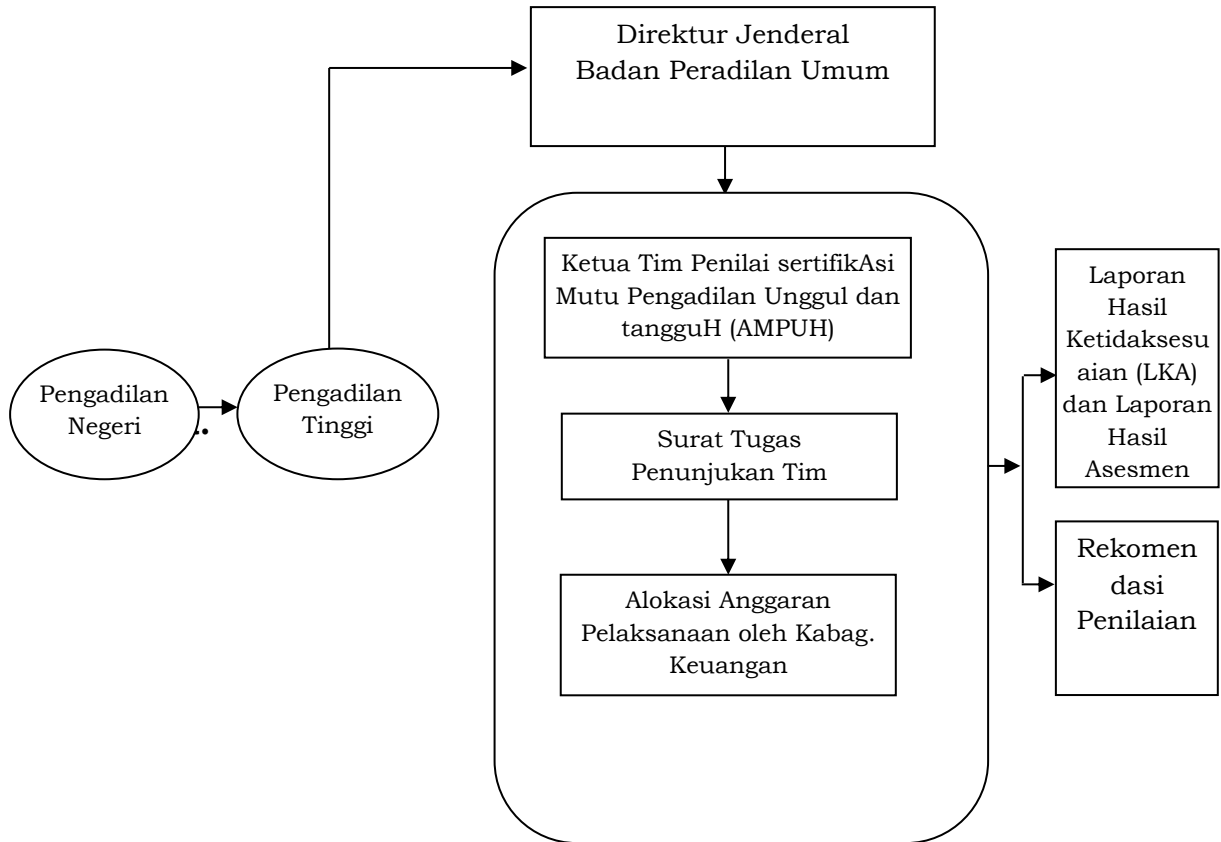 Direktur Jenderal
Badan Peradilan Umum
Ketua Tim Penilai sertifikAsi
Mutu Pengadilan Unggul dan
tangguH (AMPUH)
Surat Tugas
Penunjukan Tim
Alokasi Anggaran
Pelaksanaan oleh Kabag.
Keuangan
Pengadilan
Negeri
..
Pengadilan
Tinggi
Laporan
Hasil
Ketidaksesu
aian (LKA)
dan Laporan
Hasil
Asesmen
Rekomen
dasi
Penilaian